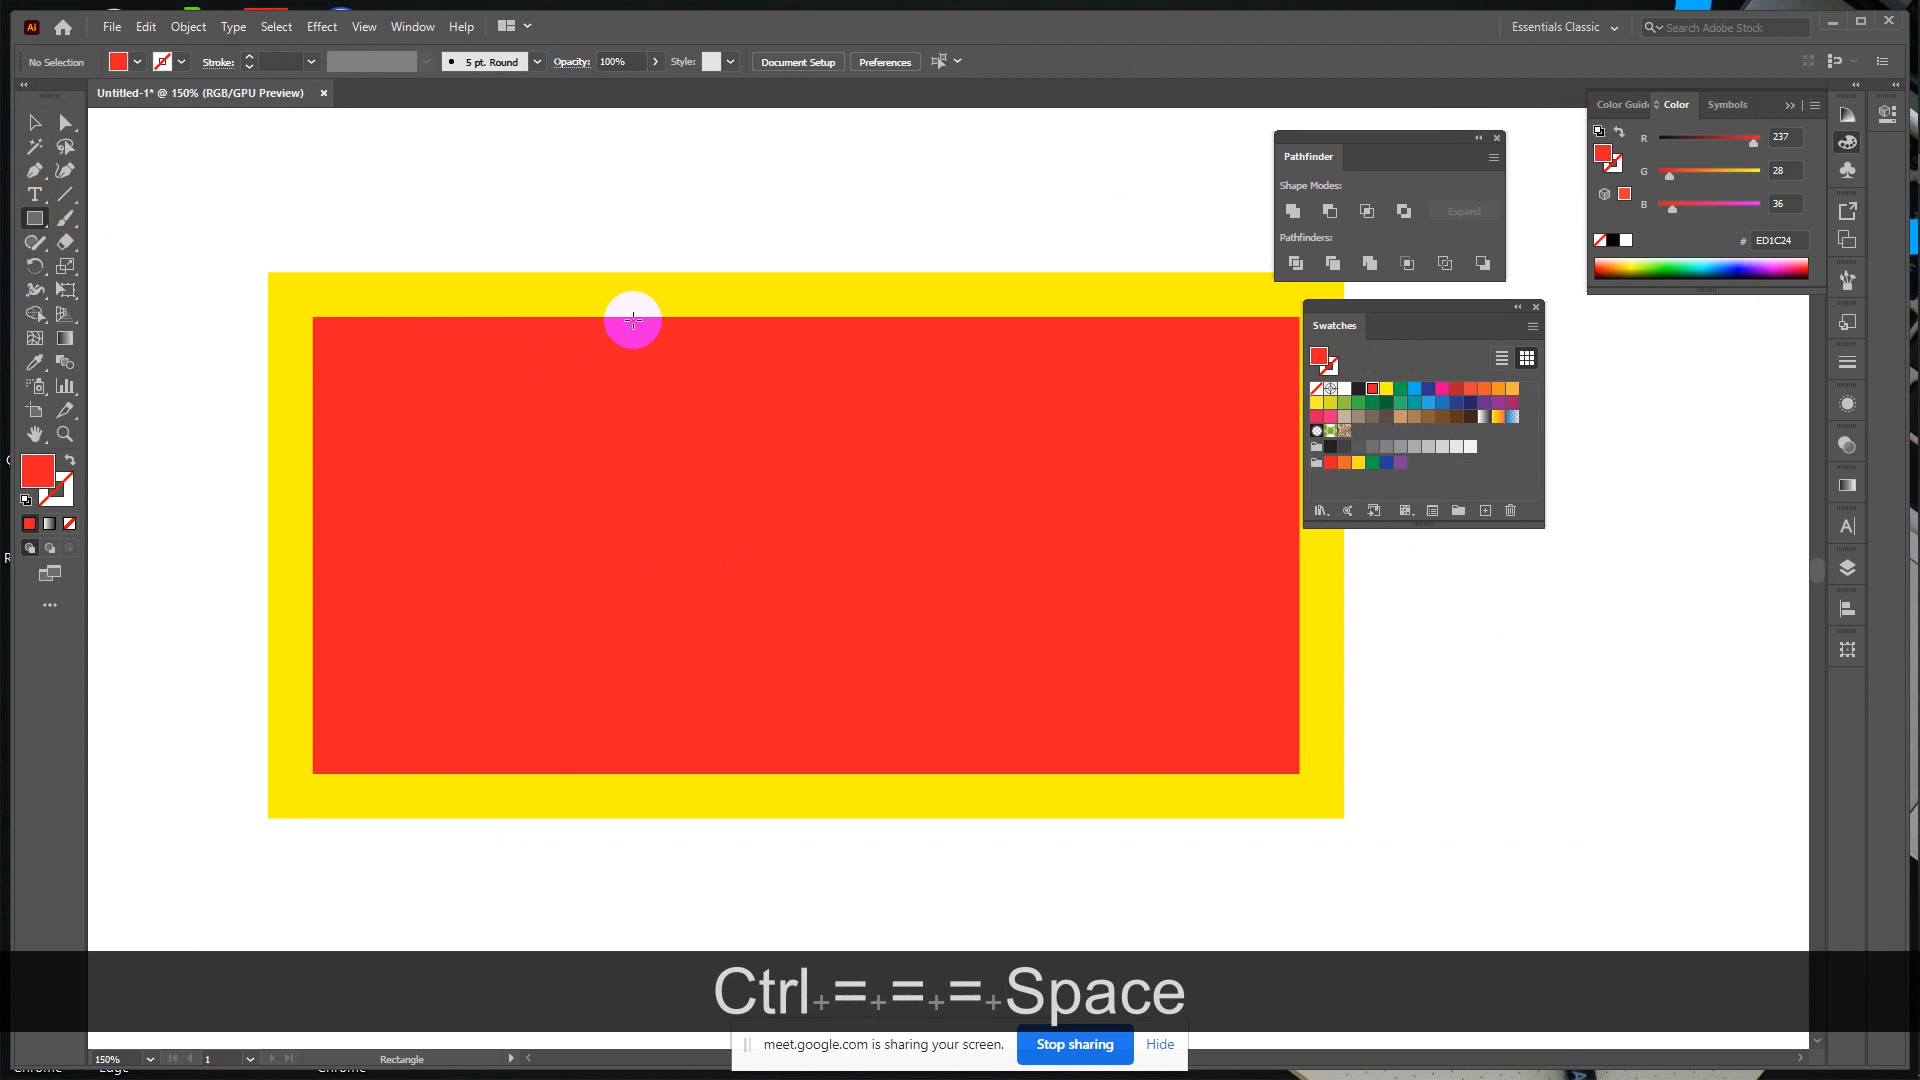 Ai File Edit Object Type Select Effect View Window Help Essentials Classic Search Adobe Stock
No Selection Stroke: 5 pt. Round Opacity: 100% Style: Document Setup Preferences
Untitled-1* @ 150% (RGB/GPU Preview) ×
Color Guide Color Symbols
R 237
G 28
B 36
# ED1C24
Pathfinder
Shape Modes:
Expand
Pathfinders:
Swatches
Ctrl + = + = + = + Space
meet.google.com is sharing your screen. Stop sharing Hide
150% 1 Rectangle